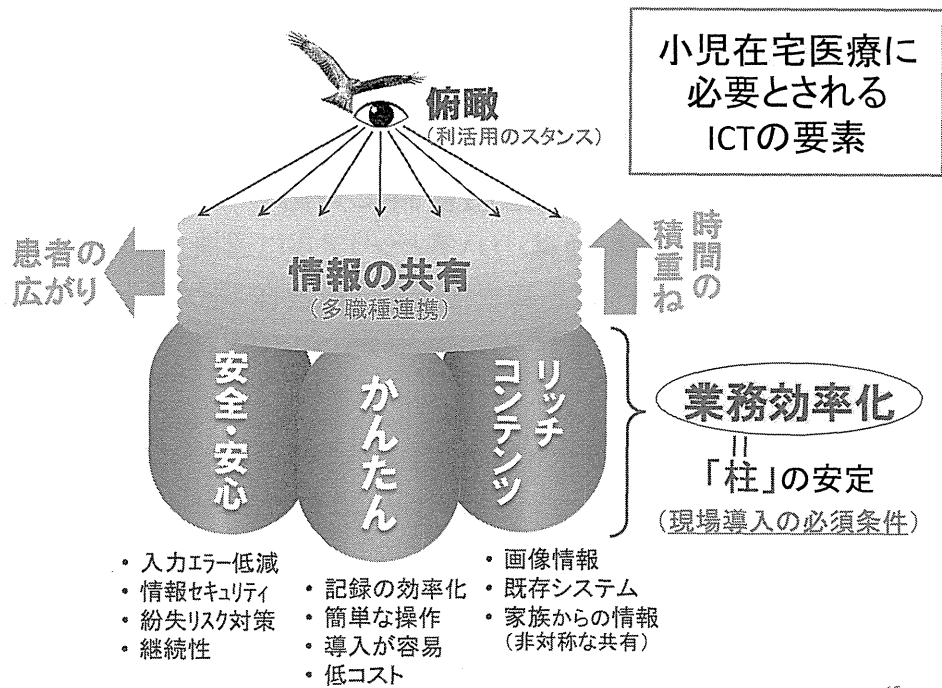 小児在宅医療に
必要とされる
ICTの要素
俯瞰
(利活用のスタンス)
患者の
広がり
情報の共有
(多職種連携)
時間の
積重ね
安全・安心
かんたん
リッチ
コンテンツ
業務効率化
「柱」の安定
(現場導入の必須条件)
・入力エラー低減
・情報セキュリティ
・紛失リスク対策
・継続性
・記録の効率化
・簡単な操作
・導入が容易
・低コスト
・画像情報
・既存システム
・家族からの情報
(非対称な共有)